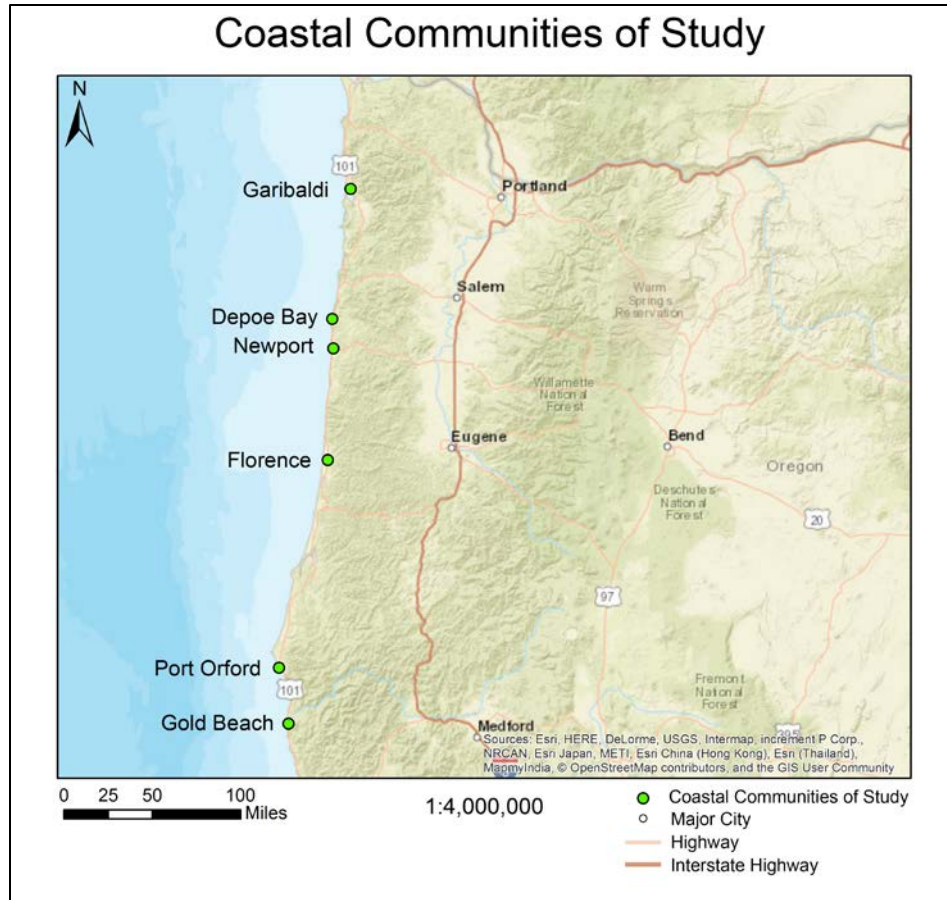 Coastal Communities of Study
N
101
Garibaldi
Portland
Salem
Warm
Springs
Reservation
Depoe Bay
Newport
Willamette
National
Forest
Eugene
Bend
Florence
Oregon
Deschutes
National
Forest
20
97
Port Orford
101
Fremont
National
Forest
Gold Beach
Medford
395
Sources: Esri, HERE, DeLorme, USGS, Intermap, increment P Corp.,
NRCAN, Esri Japan, METI, Esri China (Hong Kong), Esri (Thailand),
MapmyIndia, © OpenStreetMap contributors, and the GIS User Community
0 25 50 100
Miles
1:4,000,000
Coastal Communities of Study
Major City
Highway
Interstate Highway